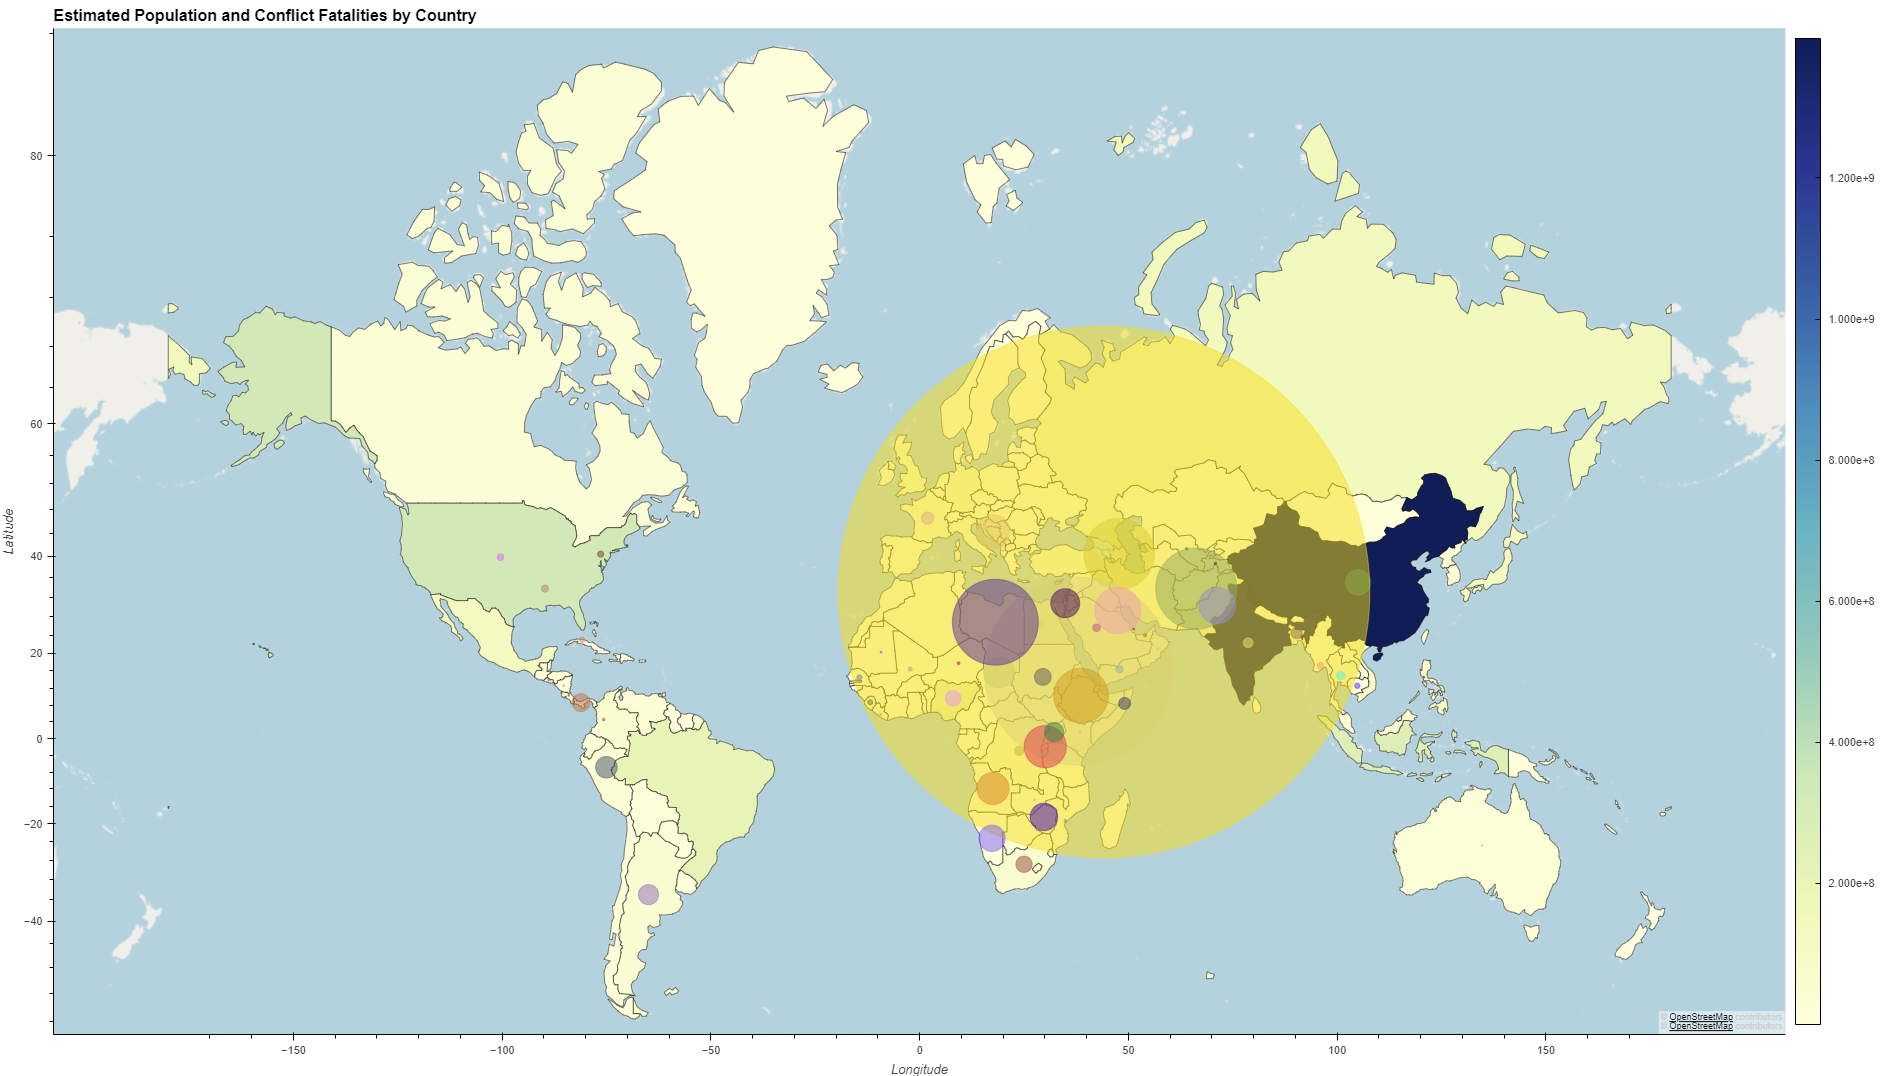 Estimated Population and Conflict Fatalities by Country
80
60
40
20
0
−20
−40
Latitude
−150
−100
−50
0
50
100
150
Longitude
1.200e+9
1.000e+9
8.000e+8
6.000e+8
4.000e+8
2.000e+8
© OpenStreetMap contributors
© OpenStreetMap contributors